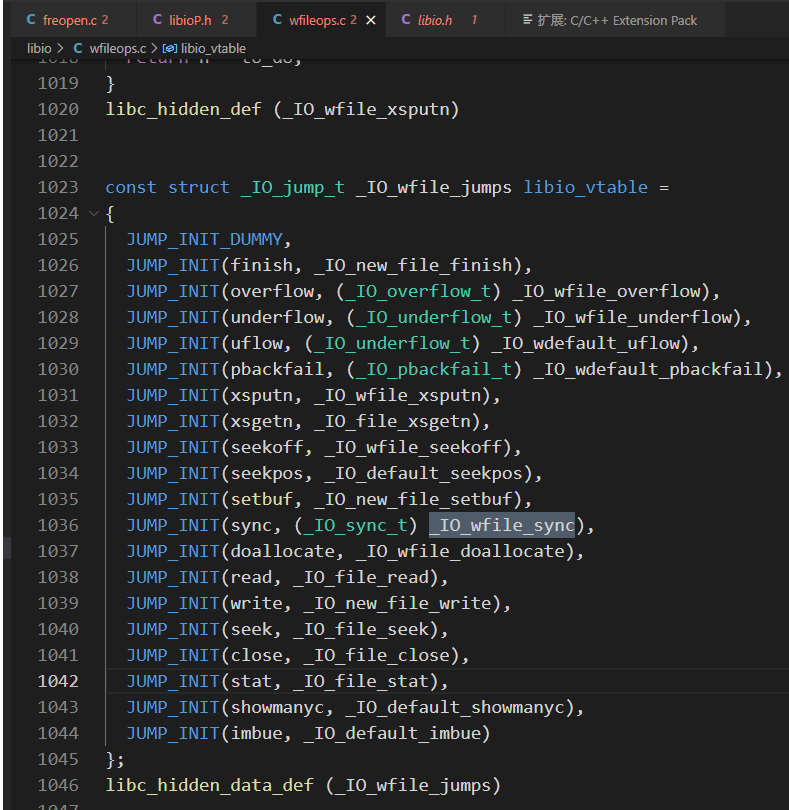 freopen.c 2 libioP.h 2 wfileops.c 2 libio.h 1 扩展: C/C++ Extension Pack
libio > C wfileops.c > libio_vtable
1018 return n - to_do;
1019 }
1020 libc_hidden_def (_IO_wfile_xsputn)
1021
1022
1023 const struct _IO_jump_t _IO_wfile_jumps libio_vtable =
1024 {
1025 JUMP_INIT_DUMMY,
1026 JUMP_INIT(finish, _IO_new_file_finish),
1027 JUMP_INIT(overflow, (_IO_overflow_t) _IO_wfile_overflow),
1028 JUMP_INIT(underflow, (_IO_underflow_t) _IO_wfile_underflow),
1029 JUMP_INIT(uflow, (_IO_underflow_t) _IO_wdefault_uflow),
1030 JUMP_INIT(pbackfail, (_IO_pbackfail_t) _IO_wdefault_pbackfail),
1031 JUMP_INIT(xsputn, _IO_wfile_xsputn),
1032 JUMP_INIT(xsgetn, _IO_file_xsgetn),
1033 JUMP_INIT(seekoff, _IO_wfile_seekoff),
1034 JUMP_INIT(seekpos, _IO_default_seekpos),
1035 JUMP_INIT(setbuf, _IO_new_file_setbuf),
1036 JUMP_INIT(sync, (_IO_sync_t) _IO_wfile_sync),
1037 JUMP_INIT(doallocate, _IO_wfile_doallocate),
1038 JUMP_INIT(read, _IO_file_read),
1039 JUMP_INIT(write, _IO_new_file_write),
1040 JUMP_INIT(seek, _IO_file_seek),
1041 JUMP_INIT(close, _IO_file_close),
1042 JUMP_INIT(stat, _IO_file_stat),
1043 JUMP_INIT(showmanyc, _IO_default_showmanyc),
1044 JUMP_INIT(imbue, _IO_default_imbue)
1045 };
1046 libc_hidden_data_def (_IO_wfile_jumps)
1047